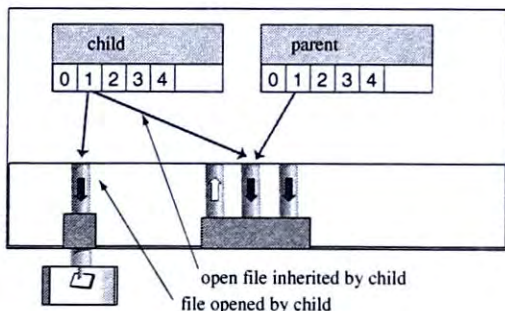 child
parent
0 1 2 3 4
0 1 2 3 4
open file inherited by child
file opened by child